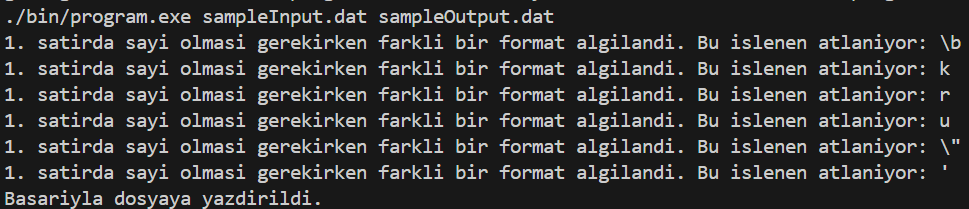 ./bin/program.exe sampleInput.dat sampleOutput.dat
1. satirda sayi olmasi gerekirken farkli bir format algilandi. Bu islenen atlaniyor: \b
1. satirda sayi olmasi gerekirken farkli bir format algilandi. Bu islenen atlaniyor: k
1. satirda sayi olmasi gerekirken farkli bir format algilandi. Bu islenen atlaniyor: r
1. satirda sayi olmasi gerekirken farkli bir format algilandi. Bu islenen atlaniyor: u
1. satirda sayi olmasi gerekirken farkli bir format algilandi. Bu islenen atlaniyor: \"
1. satirda sayi olmasi gerekirken farkli bir format algilandi. Bu islenen atlaniyor: '
Basariyla dosyaya yazdirildi.